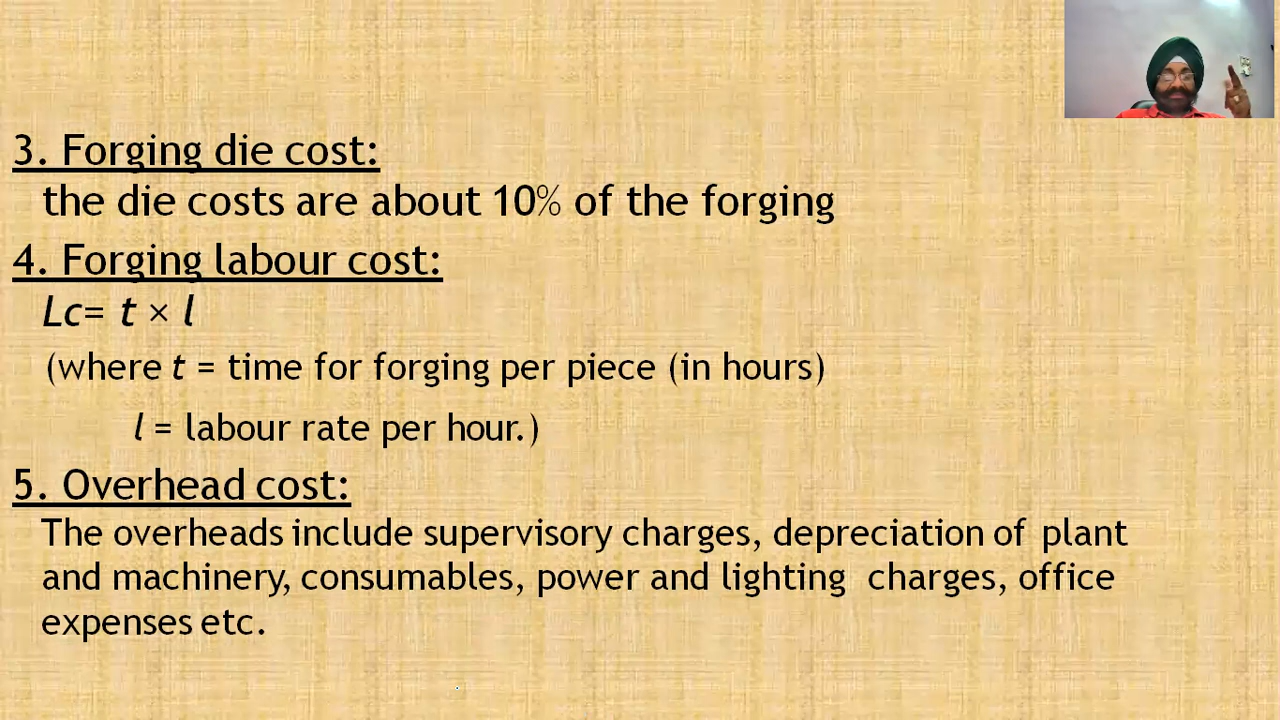 3. Forging die cost:
the die costs are about 10% of the forging
4. Forging labour cost:
Lc= t × l
(where t = time for forging per piece (in hours)
l = labour rate per hour.)
5. Overhead cost:
The overheads include supervisory charges, depreciation of plant
and machinery, consumables, power and lighting charges, office
expenses etc.